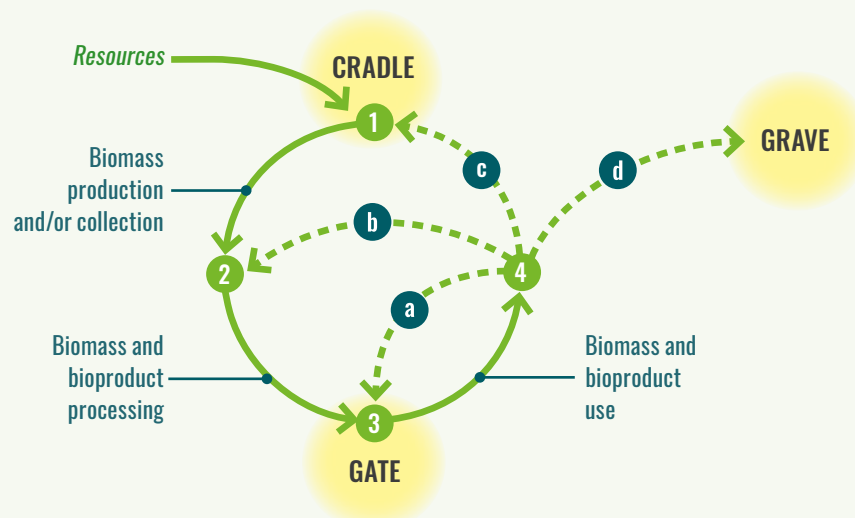 Resources
CRADLE
1
Biomass
production
and/or collection
c
d
GRAVE
b
2
4
a
Biomass and
bioproduct
processing
Biomass and
bioproduct
use
3
GATE